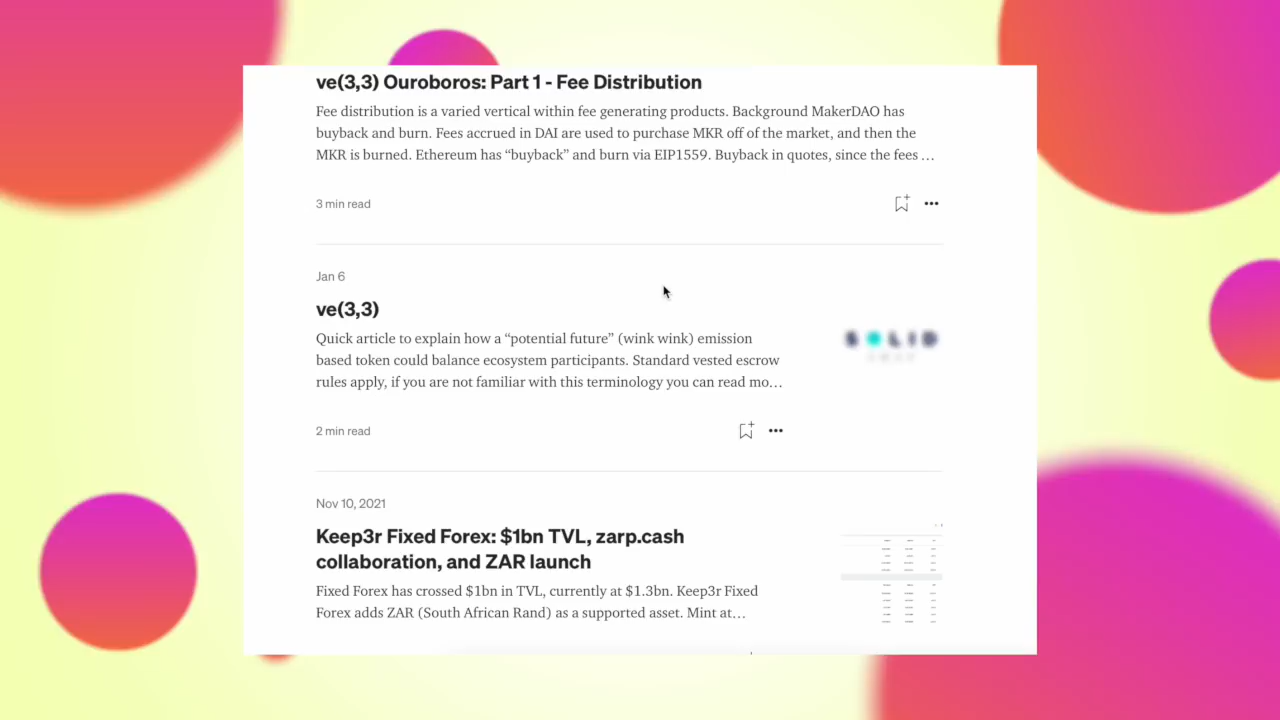 ve(3,3) Ouroboros: Part 1 - Fee Distribution
Fee distribution is a varied vertical within fee generating products. Background MakerDAO has
buyback and burn. Fees accrued in DAI are used to purchase MKR off of the market, and then the
MKR is burned. Ethereum has “buyback” and burn via EIP1559. Buyback in quotes, since the fees …
3 min read
Jan 6
ve(3,3)
Quick article to explain how a “potential future” (wink wink) emission
based token could balance ecosystem participants. Standard vested escrow
rules apply, if you are not familiar with this terminology you can read mo…
SOLID
2 min read
Nov 10, 2021
Keep3r Fixed Forex: $1bn TVL, zarp.cash
collaboration, and ZAR launch
Fixed Forex has crossed $1bn in TVL, currently at $1.3bn. Keep3r Fixed
Forex adds ZAR (South African Rand) as a supported asset. Mint at…